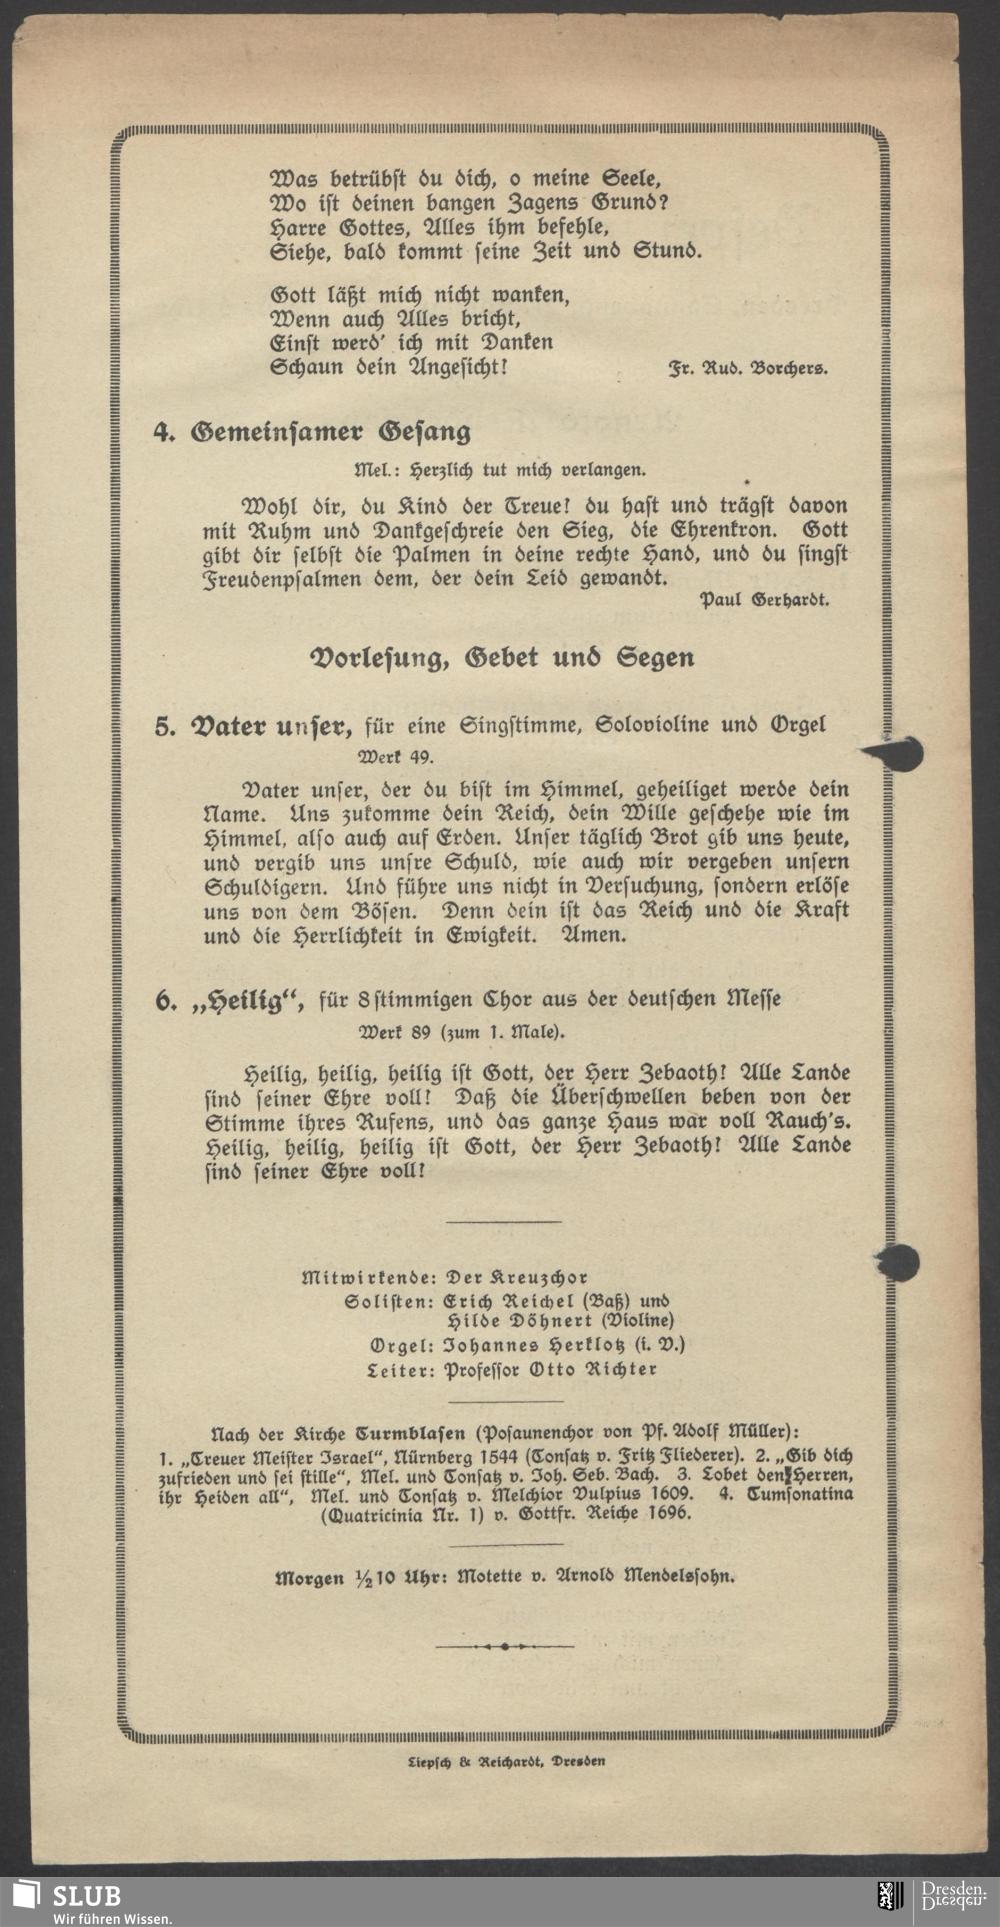 Was betrübst du dich, o meine Seele,
Wo ist deinen bangen Zagens Grund?
Harre Gottes, Alles ihm befehle,
Siehe, bald kommt seine Zeit und Stund.
Gott läßt mich nicht wanken,
Wenn auch Alles bricht,
Einst werd' ich mit Danken
Schaun dein Angesicht! Fr. Rud. Borchers.
4. Gemeinsamer Gesang
Mel.: Herzlich tut mich verlangen.
Wohl dir, du Kind der Treue! du hast und trägst davon
mit Ruhm und Dankgeschreie den Sieg, die Ehrenkron. Gott
gibt dir selbst die Palmen in deine rechte Hand, und du singst
Freudenpsalmen dem, der dein Leid gewandt.
Paul Gerhardt.
Vorlesung, Gebet und Segen
5. Vater unser, für eine Singstimme, Solovioline und Orgel
Werk 49.
Vater unser, der du bist im Himmel, geheiliget werde dein
Name. Uns zukomme dein Reich, dein Wille geschehe wie im
Himmel, also auch auf Erden. Unser täglich Brot gib uns heute,
und vergib uns unsre Schuld, wie auch wir vergeben unsern
Schuldigern. Und führe uns nicht in Versuchung, sondern erlöse
uns von dem Bösen. Denn dein ist das Reich und die Kraft
und die Herrlichkeit in Ewigkeit. Amen.
6. „Heilig“, für 8stimmigen Chor aus der deutschen Messe
Werk 89 (zum 1. Male).
Heilig, heilig, heilig ist Gott, der Herr Zebaoth! Alle Lande
sind seiner Ehre voll! Daß die Überschwellen beben von der
Stimme ihres Rufens, und das ganze Haus war voll Rauch's.
Heilig, heilig, heilig ist Gott, der Herr Zebaoth! Alle Lande
sind seiner Ehre voll!
Mitwirkende: Der Kreuzchor
Solisten: Erich Reichel (Baß) und
Hilde Döhnert (Violine)
Orgel: Johannes Herklotz (i. V.)
Leiter: Professor Otto Richter
Nach der Kirche Turmblasen (Posaunenchor von Pf. Adolf Müller):
1. „Treuer Meister Israel“, Nürnberg 1544 (Tonsatz v. Fritz Fliederer). 2. „Gib dich
zufrieden und sei stille“, Mel. und Tonsatz v. Joh. Seb. Bach. 3. Lobet den Herren,
ihr Heiden all“, Mel. und Tonsatz v. Melchior Vulpius 1609. 4. Tumsonatina
(Quatricinia Nr. 1) v. Gottfr. Reiche 1696.
Morgen ½10 Uhr: Motette v. Arnold Mendelssohn.
Liepsch & Reichardt, Dresden
SLUB
Wir führen Wissen.
Dresden.
Dresden.